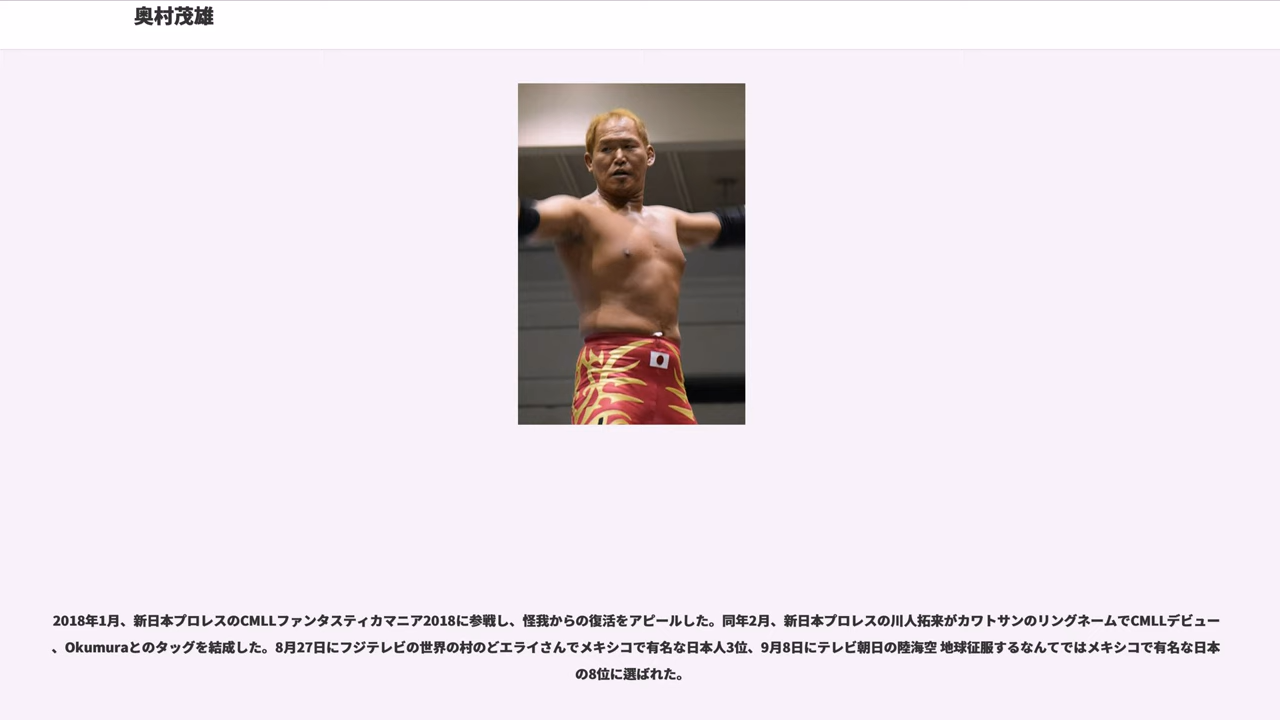 奥村茂雄
2018年1月、新日本プロレスのCMLLファンタスティカマニア2018に参戦し、怪我からの復活をアピールした。同年2月、新日本プロレスの川人拓来がカワトサンのリングネームでCMLLデビュー
、Okumuraとのタッグを結成した。8月27日にフジテレビの世界の村のどエライさんでメキシコで有名な日本人3位、9月8日にテレビ朝日の陸海空 地球征服するなんてではメキシコで有名な日本
の8位に選ばれた。